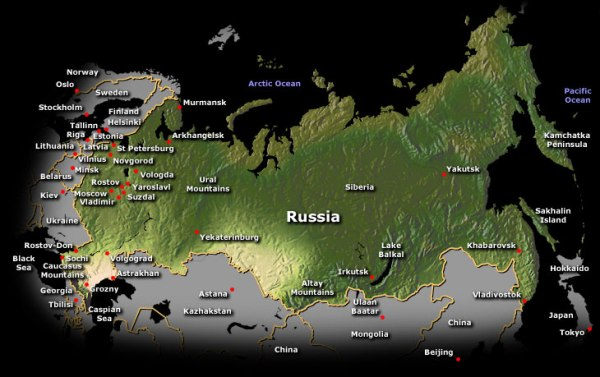 Norway
Oslo
Sweden
Arctic Ocean
Pacific
Ocean
Stockholm
Finland
Murmansk
Helsinki
Tallinn
Riga
Estonia
Latvia
St Petersburg
Arkhangelsk
Kamchatka
Peninsula
Lithuania
Vilnius
Novgorod
Minsk
Belarus
Vologda
Yakutsk
Ural
Mountains
Siberia
Rostov
Yaroslavl
Moscow
Suzdal
Vladimir
Kiev
Ukraine
Russia
Sakhalin
Island
Yekaterinburg
Rostov-Don
Lake
Balkal
Khabarovsk
Black
Sea
Sochi
Volgograd
Caucasus
Mountains
Astrakhan
Irkutsk
Hokkaido
Grozny
Georgia
Altay
Mountains
Astana
Ulaan
Baatar
Vladivostok
Tbilisi
Caspian
Sea
Kazhakstan
Mongolia
China
Japan
Tokyo
China
Beijing